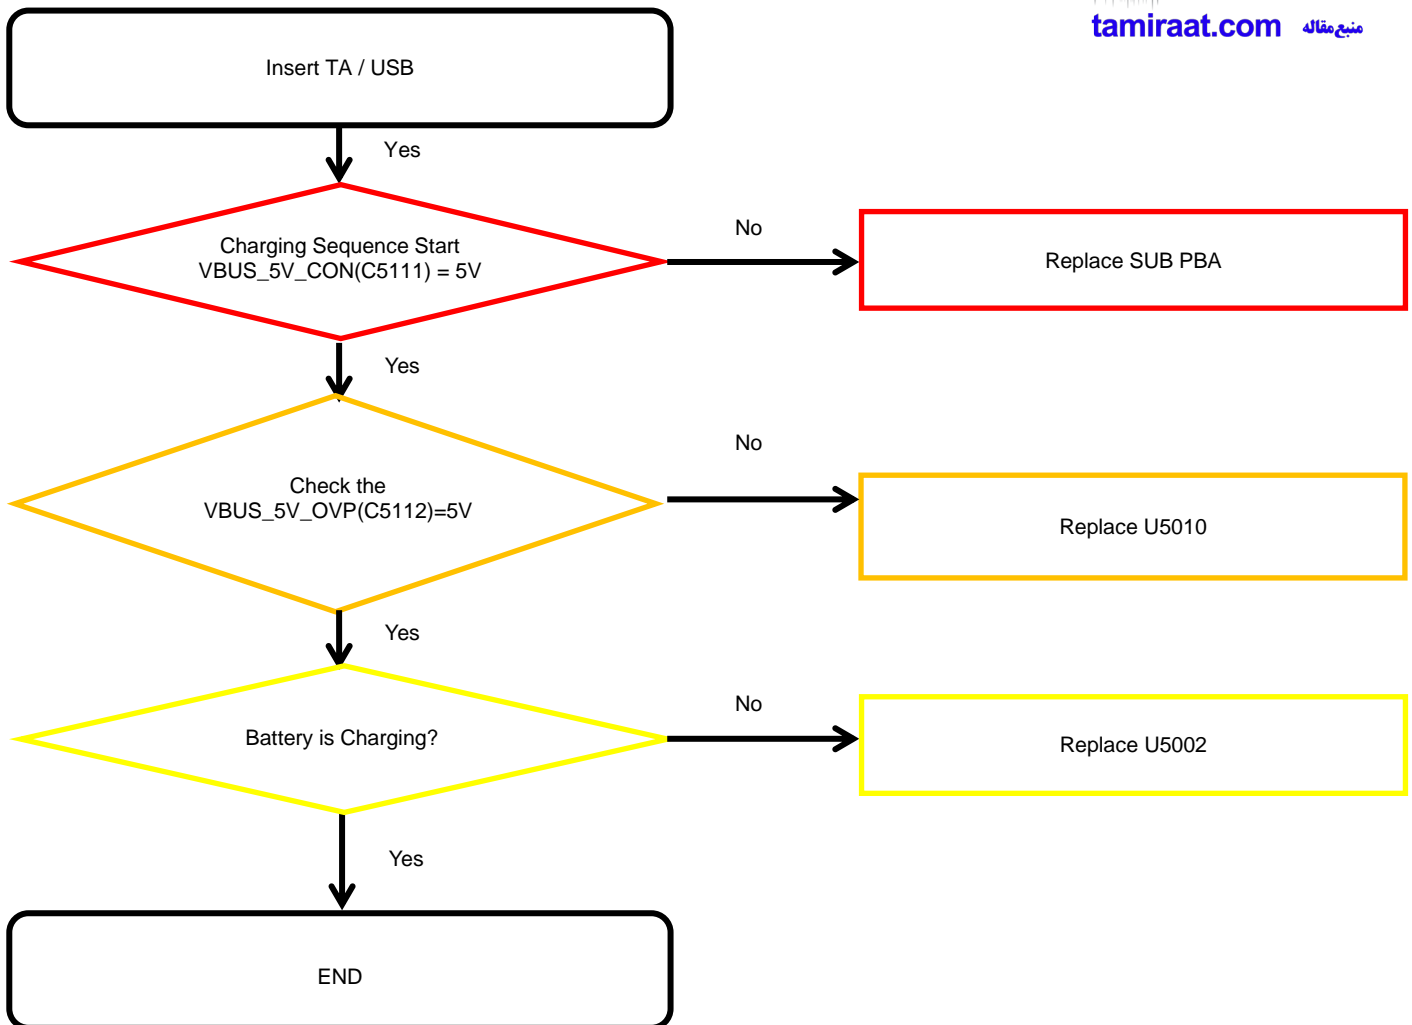 tamiraat.com منبع مقاله
Insert TA / USB
Yes
Charging Sequence Start
VBUS_5V_CON(C5111) = 5V
No
Replace SUB PBA
Yes
Check the
VBUS_5V_OVP(C5112)=5V
No
Replace U5010
Yes
Battery is Charging?
No
Replace U5002
Yes
END